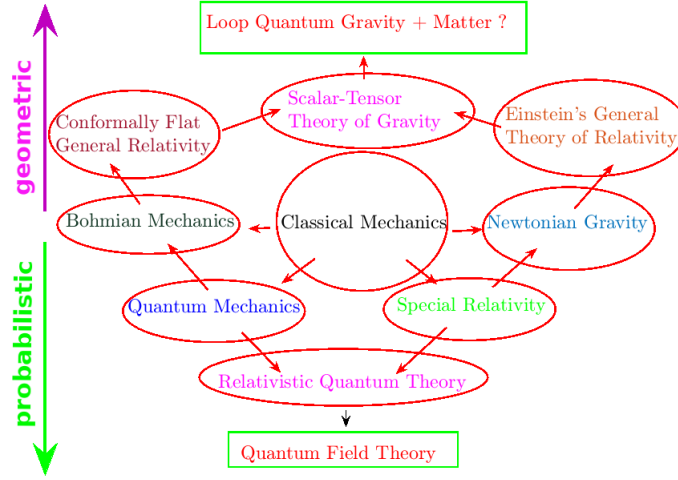 Loop Quantum Gravity + Matter ?
Scalar-Tensor
Theory of Gravity
Conformally Flat
General Relativity
Einstein's General
Theory of Relativity
geometric
Bohmian Mechanics
Classical Mechanics
Newtonian Gravity
Quantum Mechanics
Special Relativity
probabilistic
Relativistic Quantum Theory
Quantum Field Theory